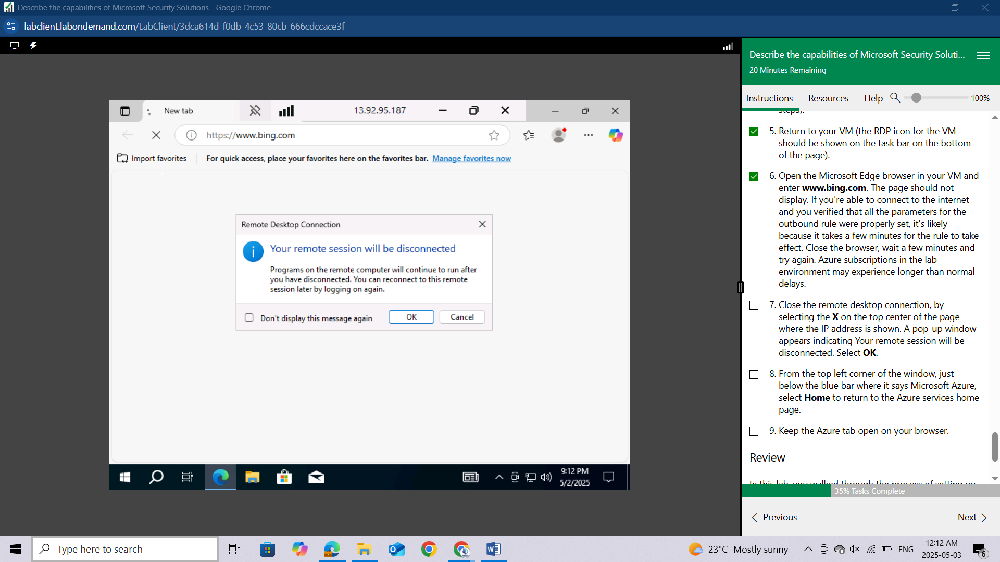 Describe the capabilities of Microsoft Security Solutions - Google Chrome
labclient.labondemand.com/LabClient/3dca614d-f0db-4c53-80cb-666cdccace3f
Describe the capabilities of Microsoft Security Soluti...
20 Minutes Remaining
Instructions
Resources
Help
100%
New tab
13.92.95.187
https://www.bing.com
Import favorites
For quick access, place your favorites here on the favorites bar. Manage favorites now
Remote Desktop Connection
Your remote session will be disconnected
Programs on the remote computer will continue to run after
you have disconnected. You can reconnect to this remote
session later by logging on again.
Don't display this message again
OK
Cancel
9:12 PM
5/2/2025
steps).
5. Return to your VM (the RDP icon for the VM
should be shown on the task bar on the bottom
of the page).
6. Open the Microsoft Edge browser in your VM and
enter www.bing.com. The page should not
display. If you're able to connect to the internet
and you verified that all the parameters for the
outbound rule were properly set, it's likely
because it takes a few minutes for the rule to take
effect. Close the browser, wait a few minutes and
try again. Azure subscriptions in the lab
environment may experience longer than normal
delays.
7. Close the remote desktop connection, by
selecting the X on the top center of the page
where the IP address is shown. A pop-up window
appears indicating Your remote session will be
disconnected. Select OK.
8. From the top left corner of the window, just
below the blue bar where it says Microsoft Azure,
select Home to return to the Azure services home
page.
9. Keep the Azure tab open on your browser.
Review
In this lab, you walked through the process of setting up
35% Tasks Complete
Previous
Next
Type here to search
23°C Mostly sunny
ENG
12:12 AM
2025-05-03
6